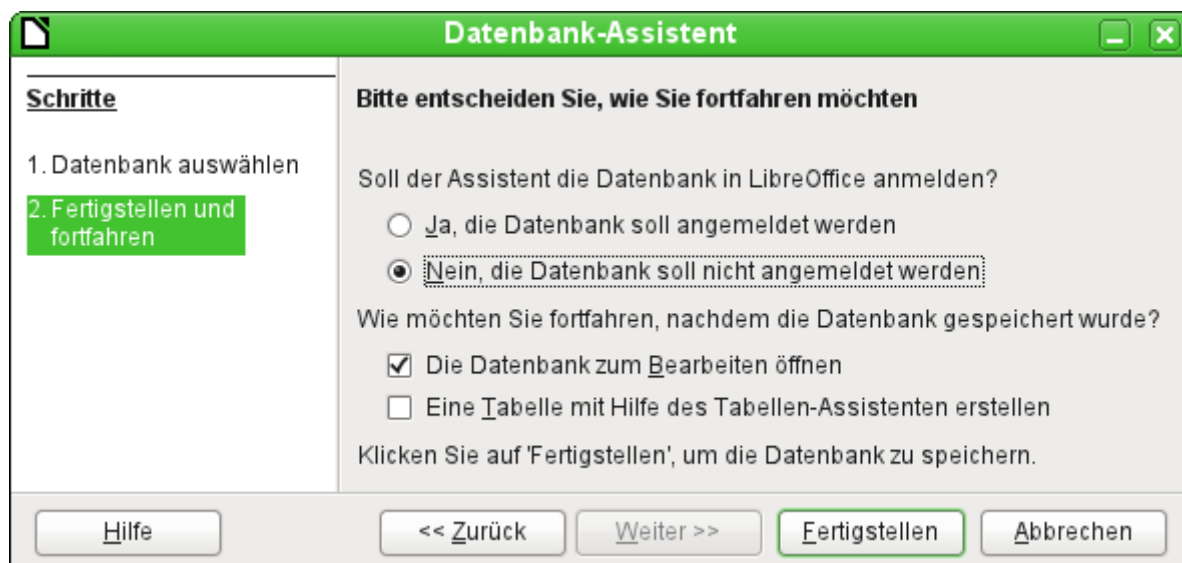 Datenbank-Assistent
Schritte
1. Datenbank auswählen
2. Fertigstellen und
fortfahren
Bitte entscheiden Sie, wie Sie fortfahren möchten
Soll der Assistent die Datenbank in LibreOffice anmelden?
Ja, die Datenbank soll angemeldet werden
Nein, die Datenbank soll nicht angemeldet werden
Wie möchten Sie fortfahren, nachdem die Datenbank gespeichert wurde?
Die Datenbank zum Bearbeiten öffnen
Eine Tabelle mit Hilfe des Tabellen-Assistenten erstellen
Klicken Sie auf 'Fertigstellen', um die Datenbank zu speichern.
Hilfe
<< Zurück
Weiter >>
Fertigstellen
Abbrechen